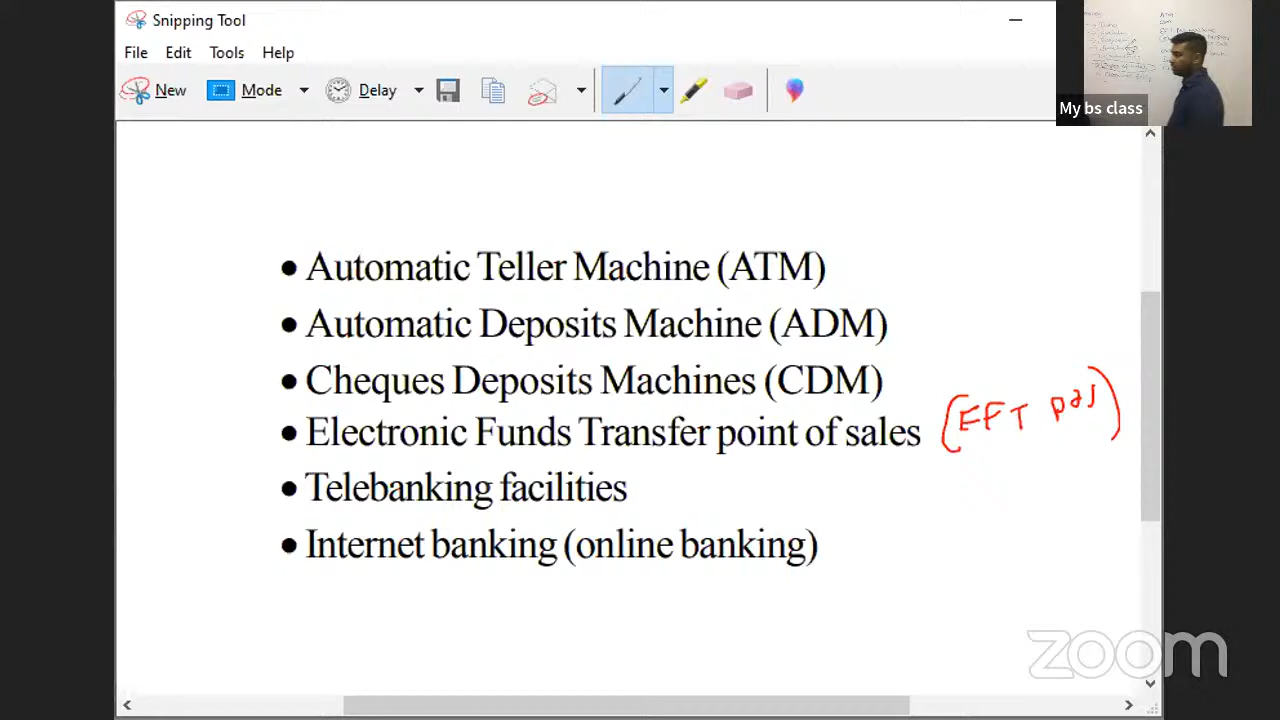 Snipping Tool
File Edit Tools Help
New Mode Delay
My bs class
• Automatic Teller Machine (ATM)
• Automatic Deposits Machine (ADM)
• Cheques Deposits Machines (CDM)
• Electronic Funds Transfer point of sales (EFT pos)
• Telebanking facilities
• Internet banking (online banking)
zoom